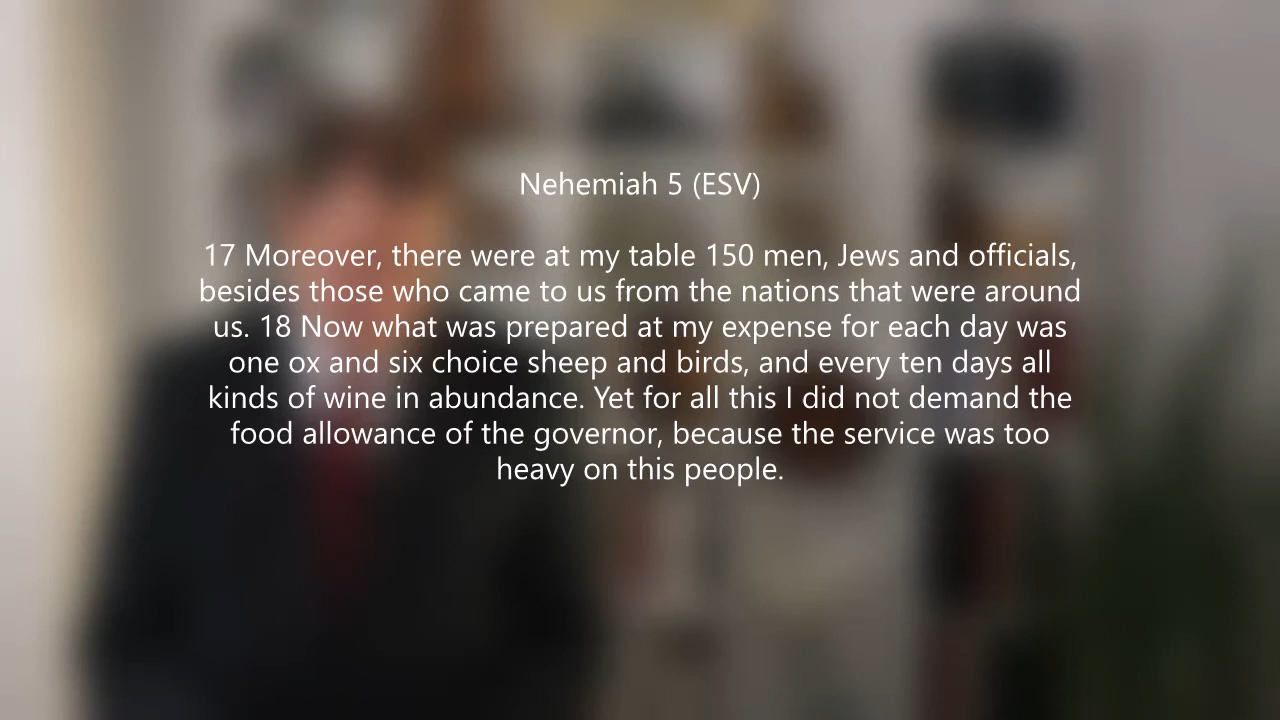 Nehemiah 5 (ESV)
17 Moreover, there were at my table 150 men, Jews and officials,
besides those who came to us from the nations that were around
us. 18 Now what was prepared at my expense for each day was
one ox and six choice sheep and birds, and every ten days all
kinds of wine in abundance. Yet for all this I did not demand the
food allowance of the governor, because the service was too
heavy on this people.